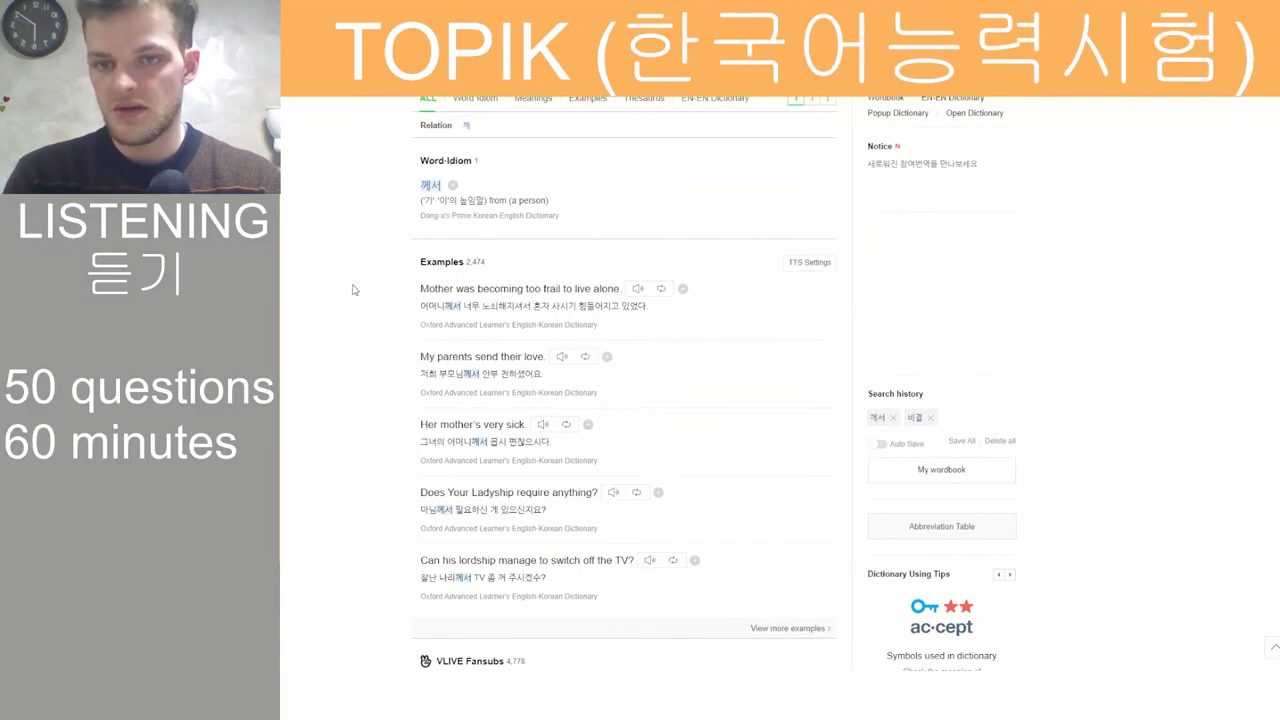 TOPIK (한국어능력시험)
LISTENING
듣기
50 questions
60 minutes
ALL Word·Idiom Meanings Examples Thesaurus EN-EN Dictionary
Relation 께
Word·Idiom 1
께서
('가' '이'의 높임말) from (a person)
Dong-a's Prime Korean-English Dictionary
Examples 2,474
TTS Settings
Mother was becoming too frail to live alone.
어머니께서 너무 노쇠해지셔서 혼자 사시기 힘들어지고 있었다.
Oxford Advanced Learner's English-Korean Dictionary
My parents send their love.
저희 부모님께서 안부 전하셨어요.
Oxford Advanced Learner's English-Korean Dictionary
Her mother's very sick.
그녀의 어머니께서 몹시 편찮으시다.
Oxford Advanced Learner's English-Korean Dictionary
Does Your Ladyship require anything?
마님께서 필요하신 게 있으신지요?
Oxford Advanced Learner's English-Korean Dictionary
Can his lordship manage to switch off the TV?
잘난 나리께서 TV 좀 꺼 주시겠수?
Oxford Advanced Learner's English-Korean Dictionary
View more examples
VLIVE Fansubs 4,778
Wordbook EN-EN Dictionary
Popup Dictionary Open Dictionary
Notice N
새로워진 참여번역을 만나보세요
Search history
께서 비결
Auto Save Save All Delete all
My wordbook
Abbreviation Table
Dictionary Using Tips
ac·cept
Symbols used in dictionary
Check the meaning of